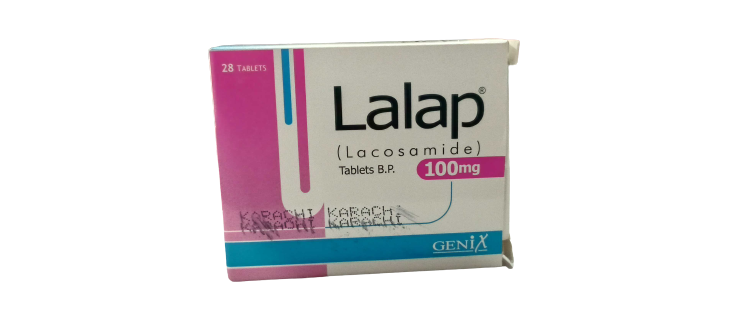 28 TABLETS
Lalap®
(Lacosamide)
Tablets B.P. 100mg
KARACHI KARACHI
KARACHI KARACHI
GENiX